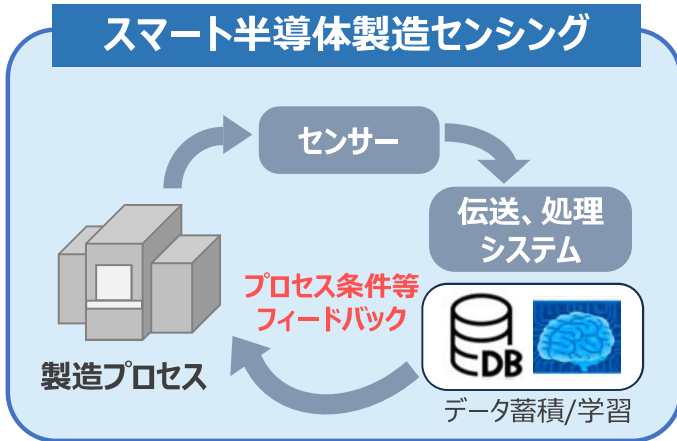 スマート半導体製造センシング
センサー
伝送、処理
システム
プロセス条件等
フィードバック
DB
製造プロセス
データ蓄積/学習